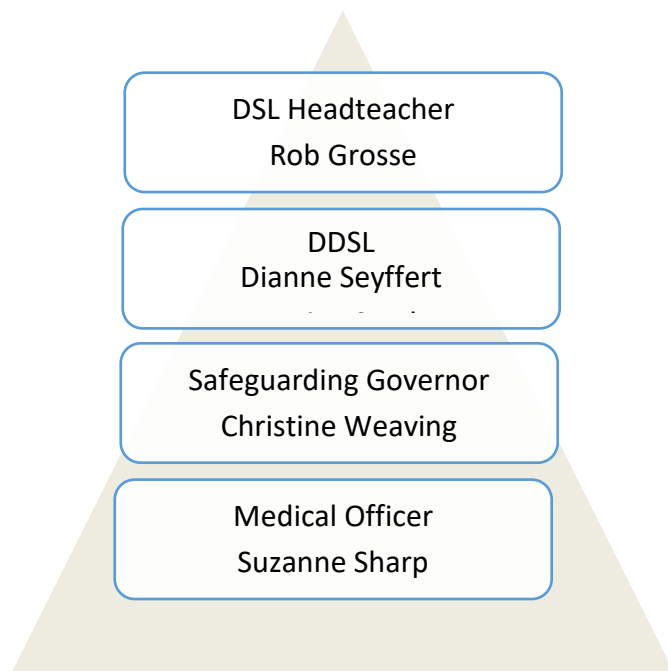 DSL Headteacher
Rob Grosse
DDSL
Dianne Seyffert
Safeguarding Governor
Christine Weaving
Medical Officer
Suzanne Sharp